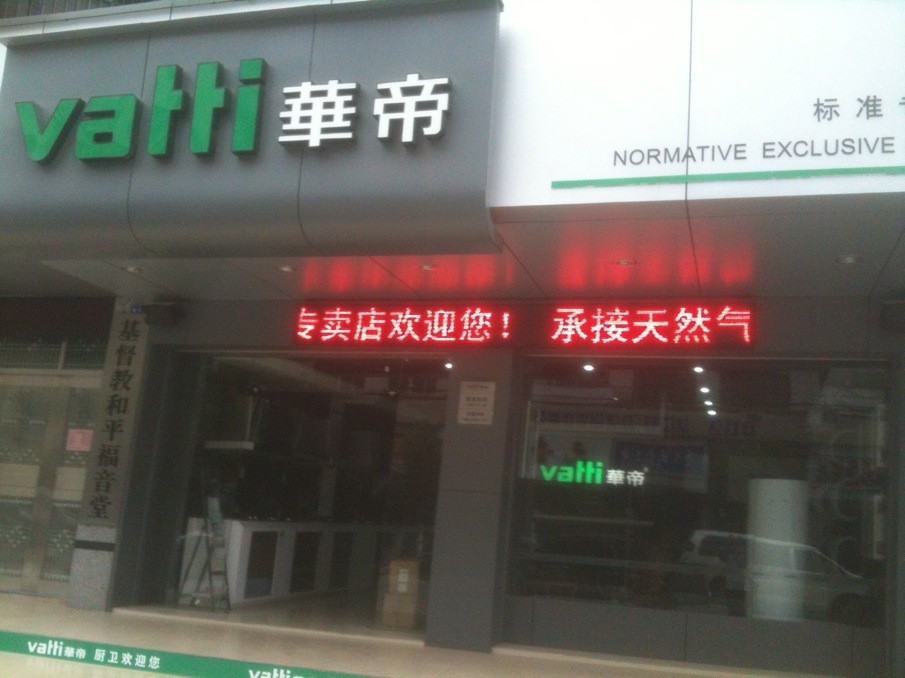 vatti 華帝
标准
NORMATIVE EXCLUSIVE
专卖店欢迎您! 承接天然气
基督教和平福音堂
vatti 華帝
vatti 華帝 厨卫欢迎您
vatti